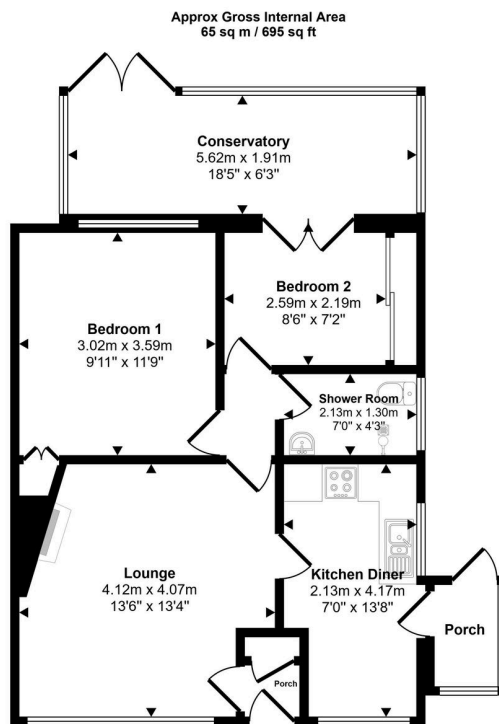 Approx Gross Internal Area
65 sq m / 695 sq ft
Conservatory
5.62m x 1.91m
18'5" x 6'3"
Bedroom 2
2.59m x 2.19m
8'6" x 7'2"
Bedroom 1
3.02m x 3.59m
9'11" x 11'9"
Shower Room
2.13m x 1.30m
7'0" x 4'3"
Lounge
4.12m x 4.07m
13'6" x 13'4"
Kitchen Diner
2.13m x 4.17m
7'0" x 13'8"
Porch
Porch